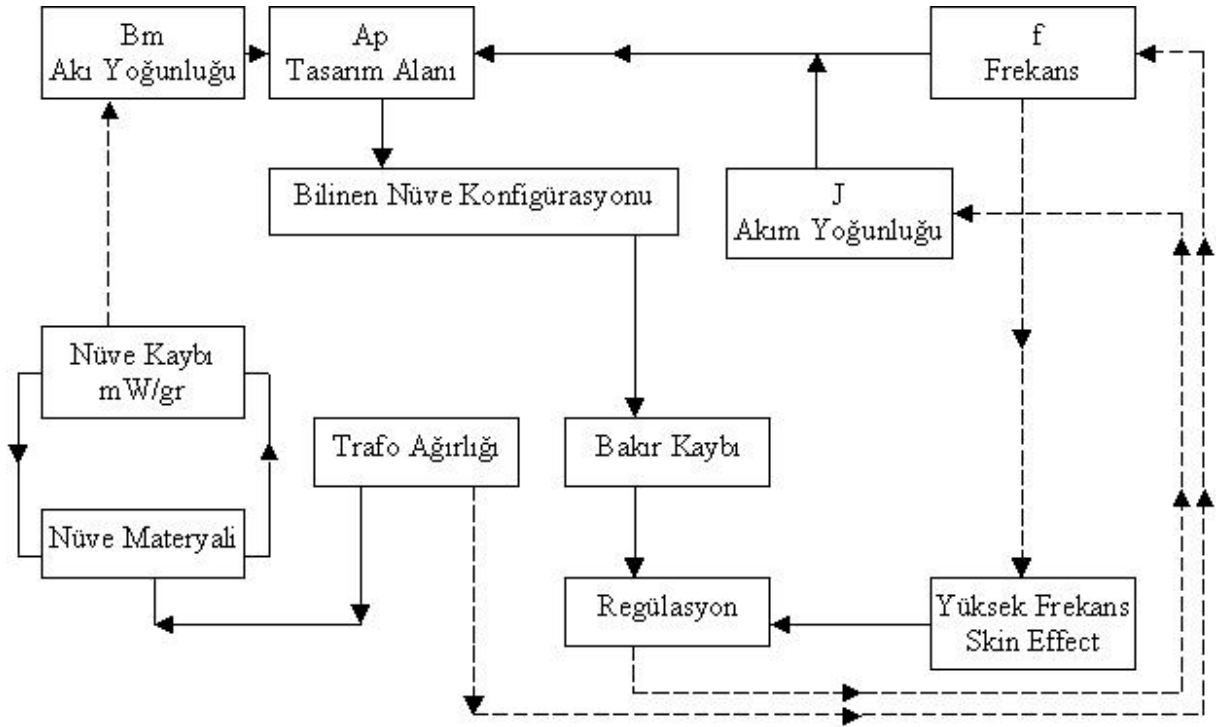 Bm
Akı Yoğunluğu
Ap
Tasarım Alanı
f
Frekans
Bilinen Nüve Konfigürasyonu
J
Akım Yoğunluğu
Nüve Kaybı
mW/gr
Trafo Ağırlığı
Bakır Kaybı
Nüve Materyali
Regülasyon
Yüksek Frekans
Skin Effect